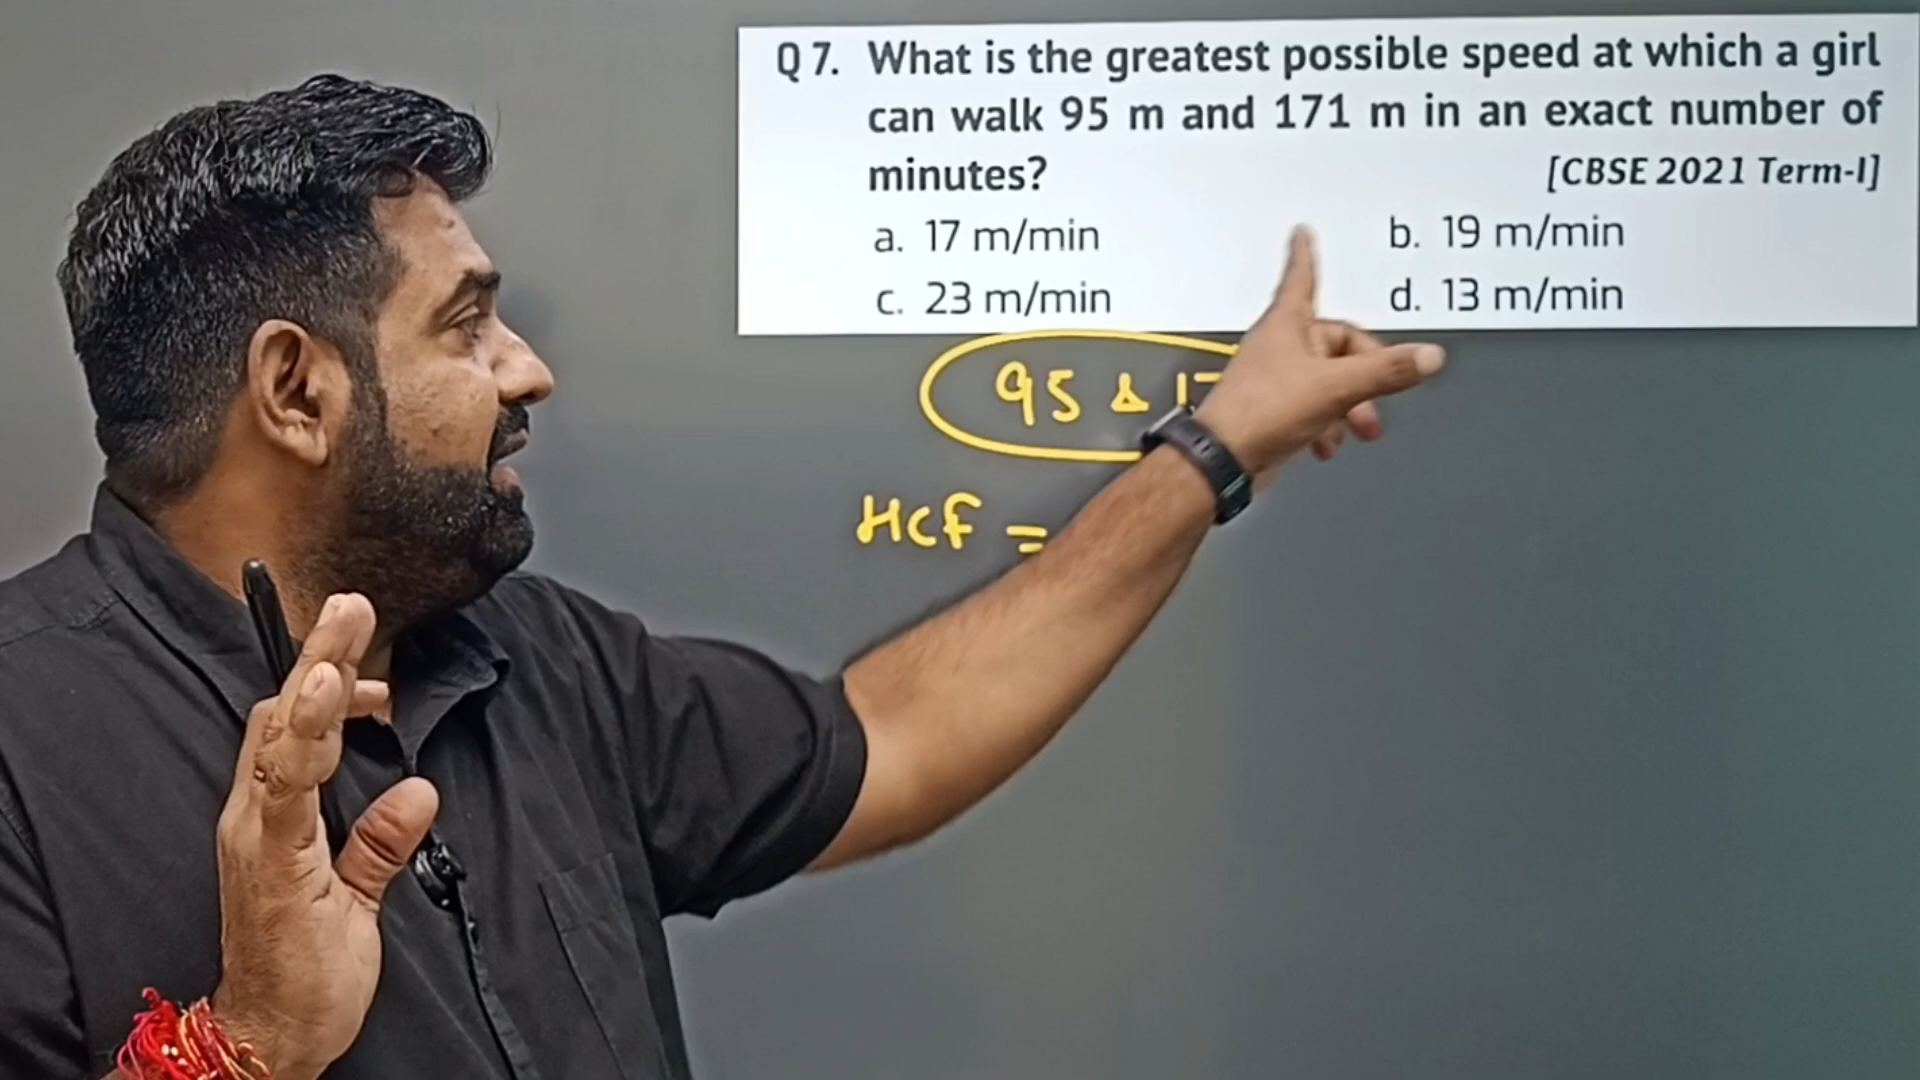 Q 7. What is the greatest possible speed at which a girl
can walk 95 m and 171 m in an exact number of
minutes? [CBSE 2021 Term-I]
a. 17 m/min b. 19 m/min
c. 23 m/min d. 13 m/min
95 &
HCF =